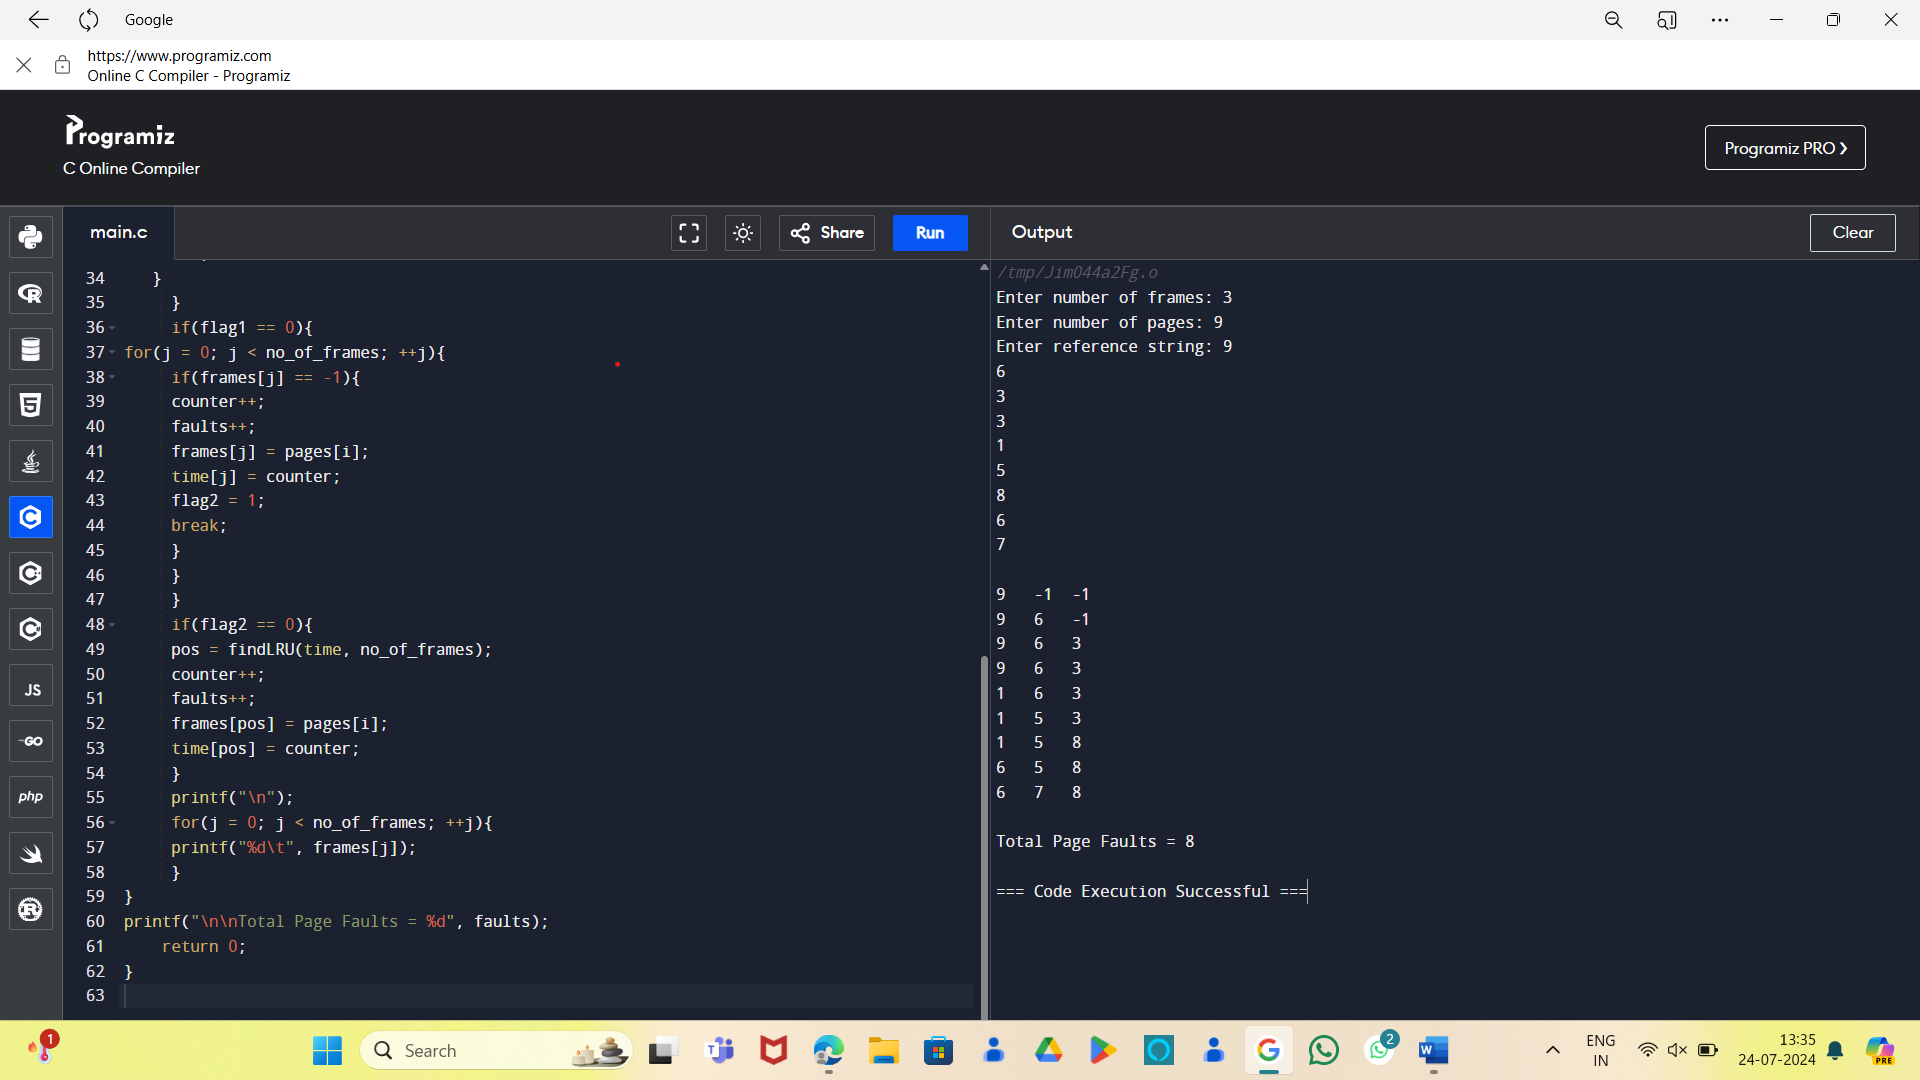 Google
https://www.programiz.com
Online C Compiler - Programiz
Programiz
C Online Compiler
Programiz PRO ❯
main.c
Share
Run
Output
Clear
34 }
35 }
36 if(flag1 == 0){
37 for(j = 0; j < no_of_frames; ++j){
38 if(frames[j] == -1){
39 counter++;
40 faults++;
41 frames[j] = pages[i];
42 time[j] = counter;
43 flag2 = 1;
44 break;
45 }
46 }
47 }
48 if(flag2 == 0){
49 pos = findLRU(time, no_of_frames);
50 counter++;
51 faults++;
52 frames[pos] = pages[i];
53 time[pos] = counter;
54 }
55 printf("\n");
56 for(j = 0; j < no_of_frames; ++j){
57 printf("%d\t", frames[j]);
58 }
59 }
60 printf("\n\nTotal Page Faults = %d", faults);
61 return 0;
62 }
63
/tmp/JimO44a2Fg.o
Enter number of frames: 3
Enter number of pages: 9
Enter reference string: 9
6
3
3
1
5
8
6
7
9 -1 -1
9 6 -1
9 6 3
9 6 3
1 6 3
1 5 3
1 5 8
6 5 8
6 7 8
Total Page Faults = 8
=== Code Execution Successful ===
R
5
C
C
C
JS
GO
php
R
1
Search
T
W
2
ENG
IN
13:35
24-07-2024
PRE